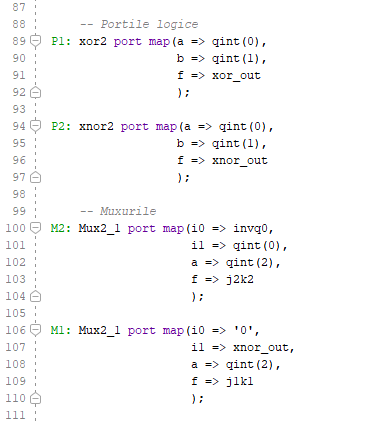 87
88 -- Portile logice
89 P1: xor2 port map(a => qint(0),
90 b => qint(1),
91 f => xor_out
92 );
93
94 P2: xnor2 port map(a => qint(0),
95 b => qint(1),
96 f => xnor_out
97 );
98
99 -- Muxurile
100 M2: Mux2_1 port map(i0 => invq0,
101 i1 => qint(0),
102 a => qint(2),
103 f => j2k2
104 );
105
106 M1: Mux2_1 port map(i0 => '0',
107 i1 => xnor_out,
108 a => qint(2),
109 f => j1k1
110 );
111